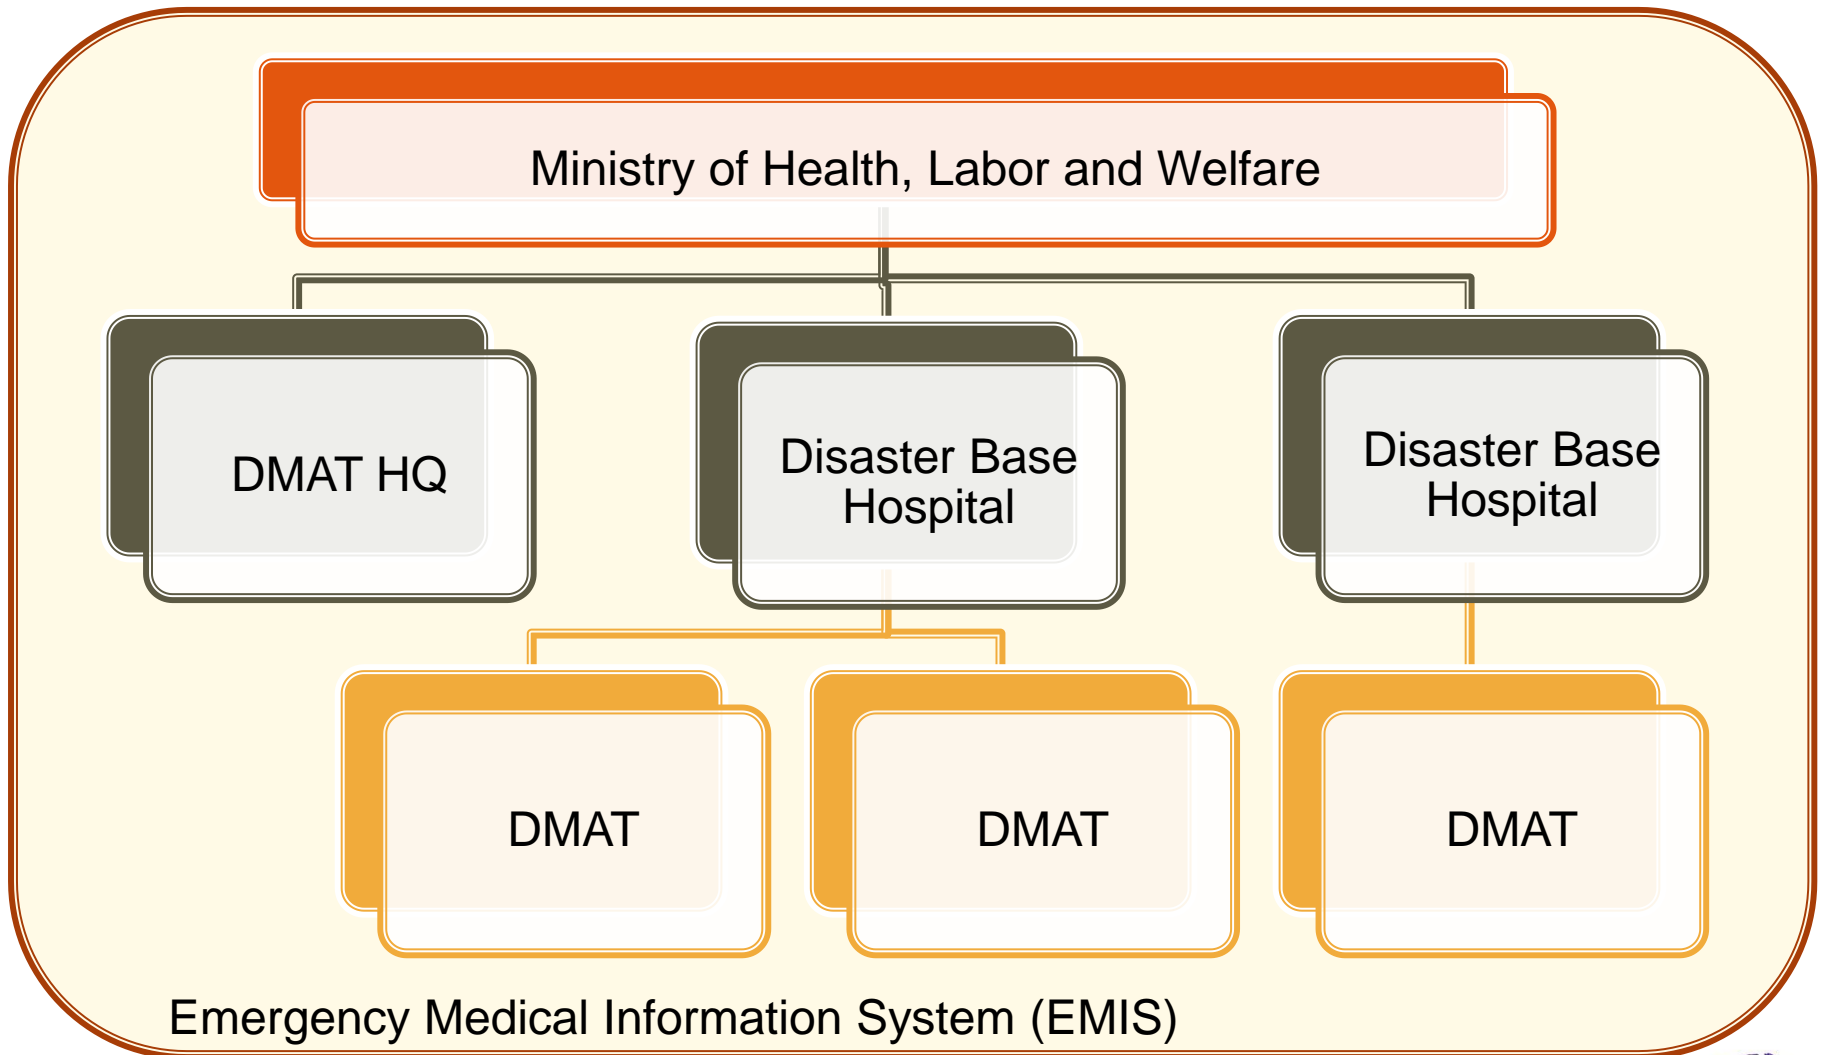 Ministry of Health, Labor and Welfare
DMAT HQ
Disaster Base
Hospital
Disaster Base
Hospital
DMAT
DMAT
DMAT
Emergency Medical Information System (EMIS)